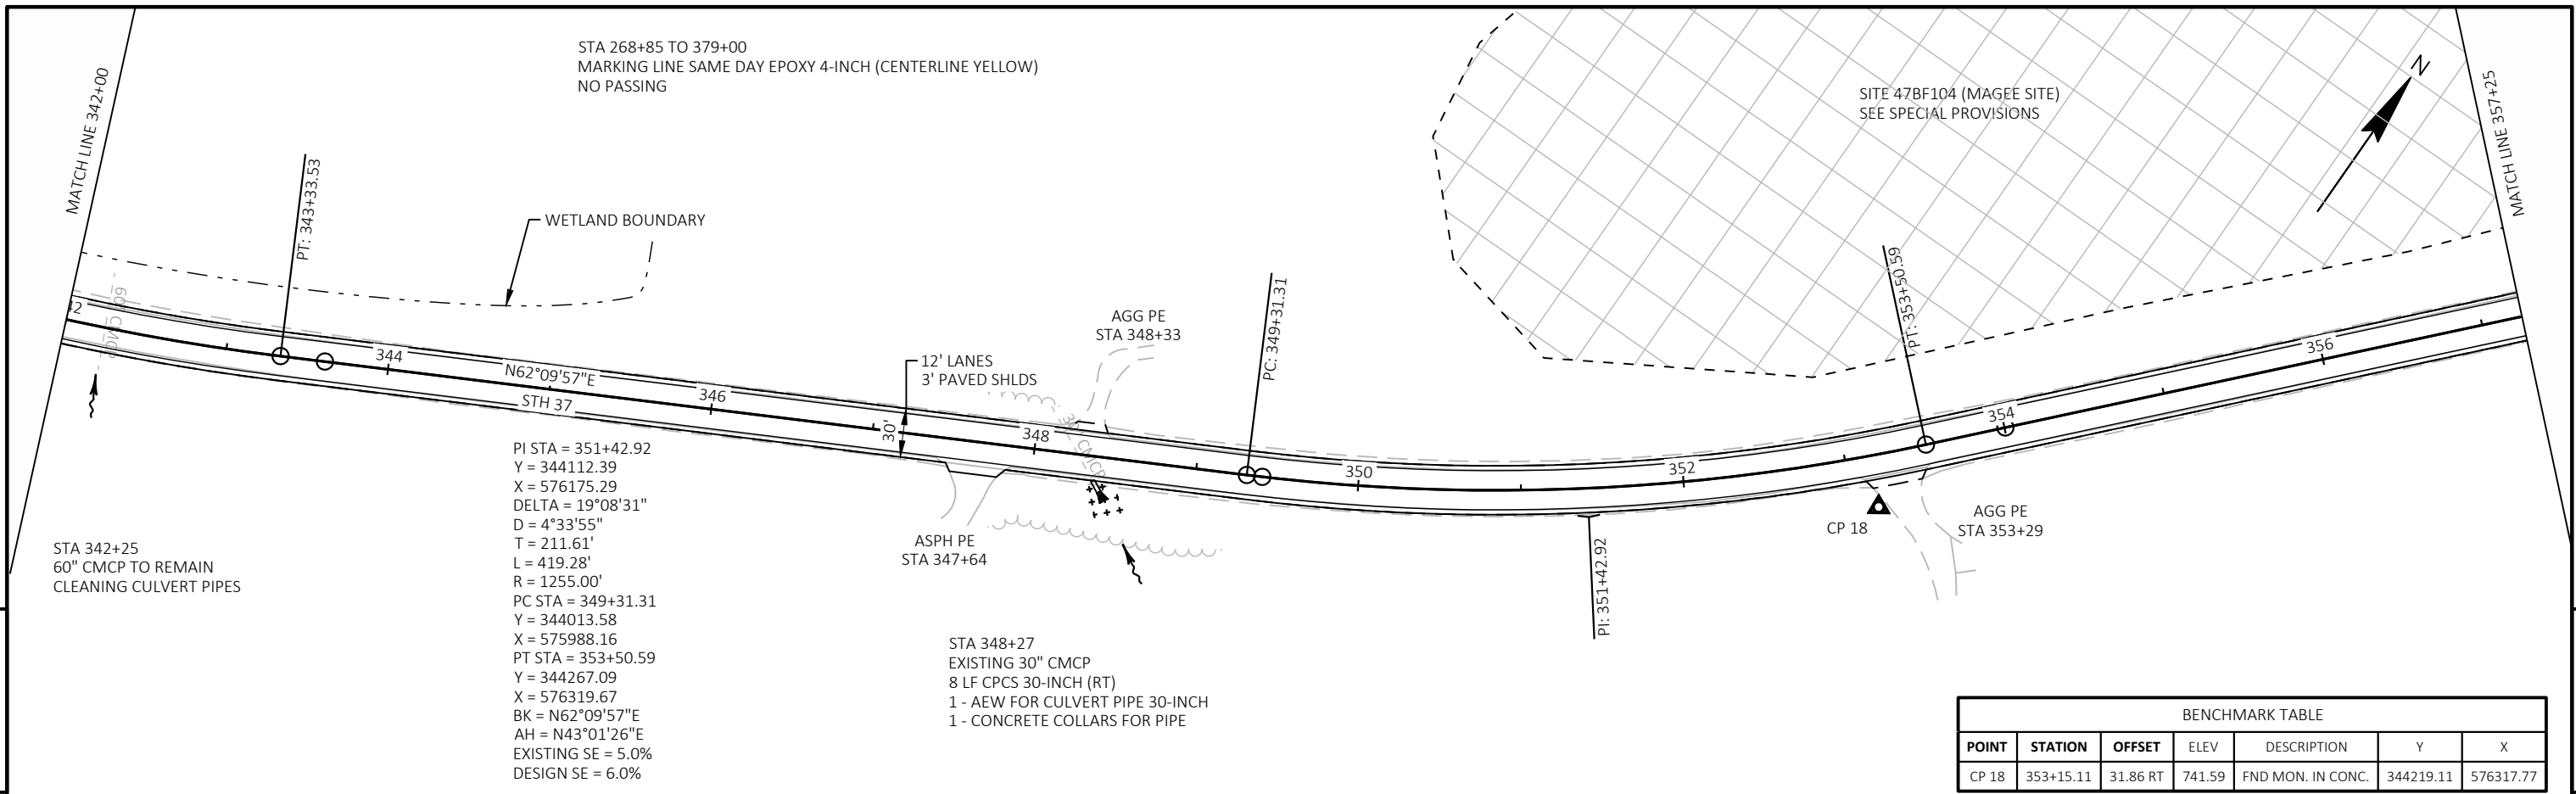 STA 268+85 TO 379+00
MARKING LINE SAME DAY EPOXY 4-INCH (CENTERLINE YELLOW)
NO PASSING
MATCH LINE 342+00
PT: 343+33.53
WETLAND BOUNDARY
60" CMCP
344
N62°09'57"E
STH 37
346
12' LANES
3' PAVED SHLDS
30'
AGG PE
STA 348+33
30" CMCP
348
PC: 349+31.31
350
352
SITE 47BF104 (MAGEE SITE)
SEE SPECIAL PROVISIONS
N
MATCH LINE 357+25
PT: 353+50.59
354
356
STA 342+25
60" CMCP TO REMAIN
CLEANING CULVERT PIPES
PI STA = 351+42.92
Y = 344112.39
X = 576175.29
DELTA = 19°08'31"
D = 4°33'55"
T = 211.61'
L = 419.28'
R = 1255.00'
PC STA = 349+31.31
Y = 344013.58
X = 575988.16
PT STA = 353+50.59
Y = 344267.09
X = 576319.67
BK = N62°09'57"E
AH = N43°01'26"E
EXISTING SE = 5.0%
DESIGN SE = 6.0%
ASPH PE
STA 347+64
STA 348+27
EXISTING 30" CMCP
8 LF CPCS 30-INCH (RT)
1 - AEW FOR CULVERT PIPE 30-INCH
1 - CONCRETE COLLARS FOR PIPE
PI: 351+42.92
CP 18
AGG PE
STA 353+29
BENCHMARK TABLE
POINT STATION OFFSET ELEV DESCRIPTION Y X
CP 18 353+15.11 31.86 RT 741.59 FND MON. IN CONC. 344219.11 576317.77